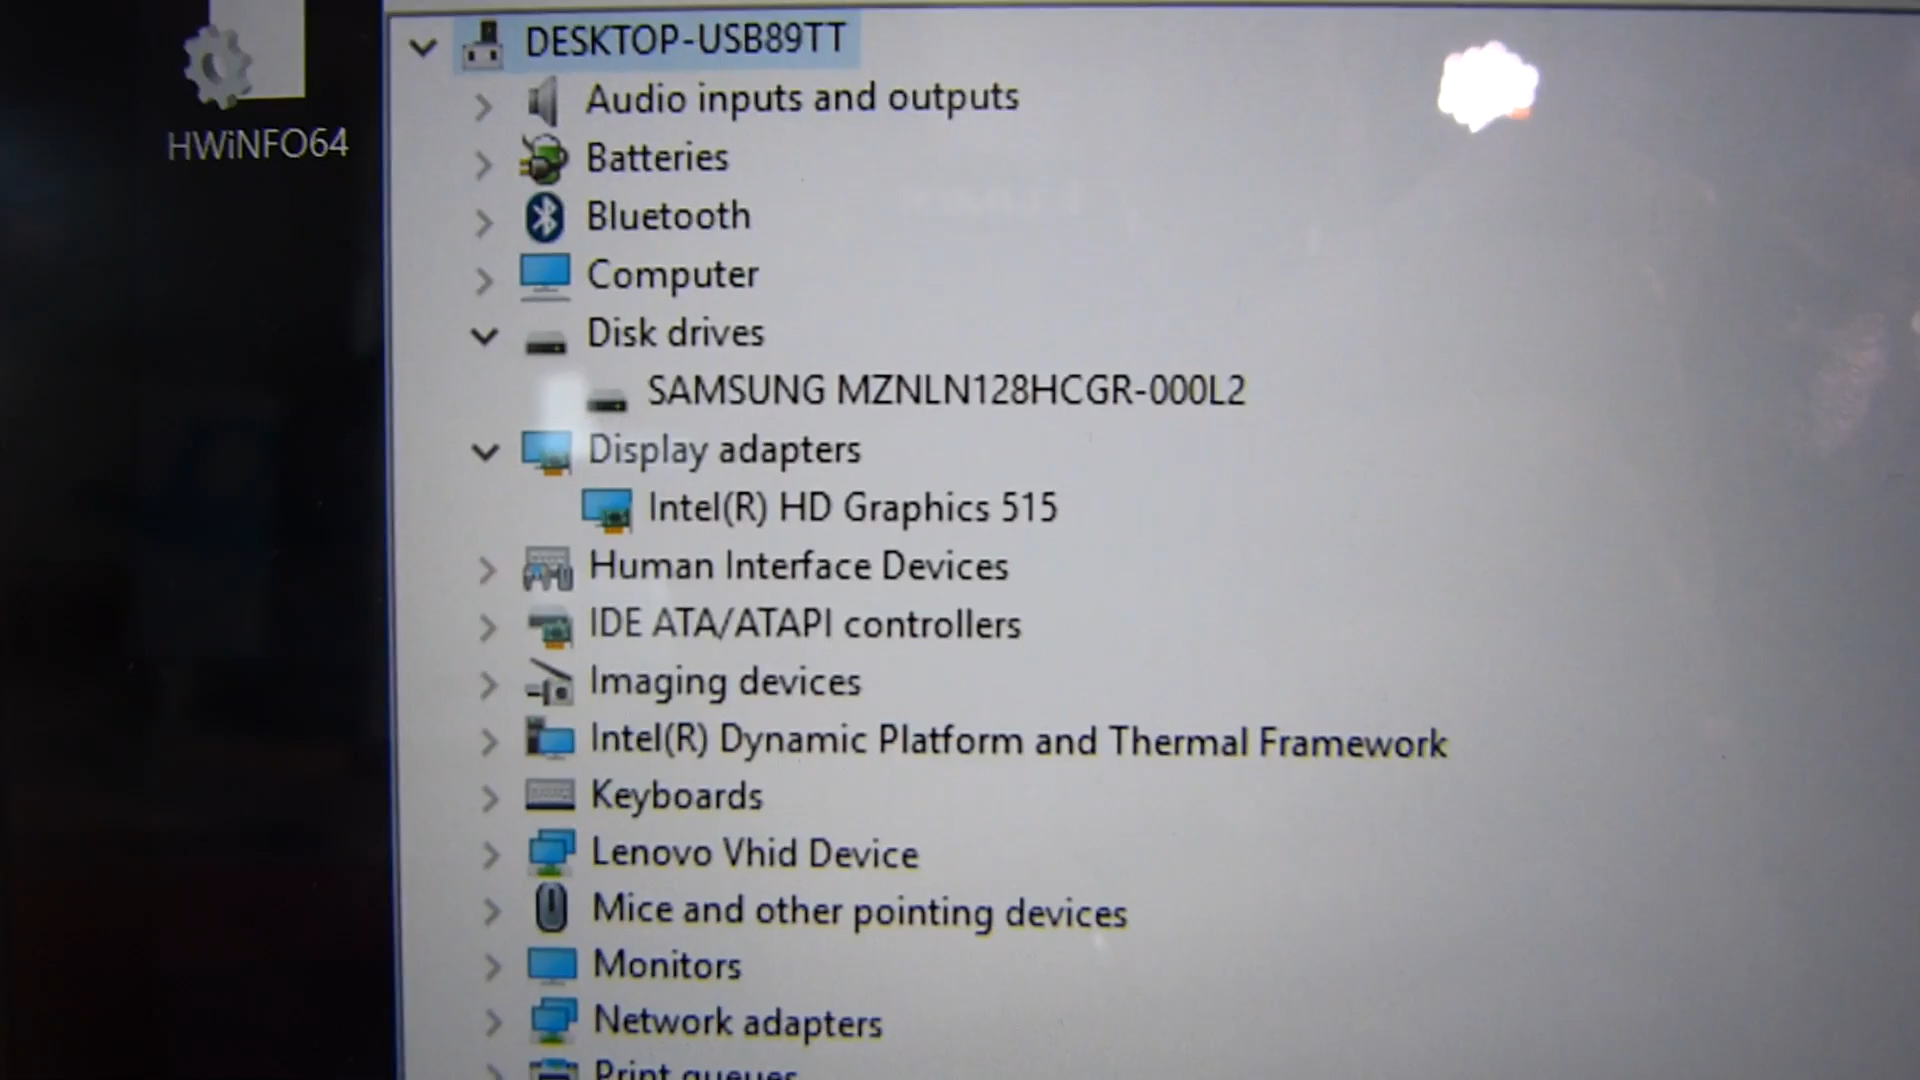 DESKTOP-USB89TT
Audio inputs and outputs
HWiNFO64
Batteries
Bluetooth
Computer
Disk drives
SAMSUNG MZNLN128HCGR-000L2
Display adapters
Intel(R) HD Graphics 515
Human Interface Devices
IDE ATA/ATAPI controllers
Imaging devices
Intel(R) Dynamic Platform and Thermal Framework
Keyboards
Lenovo Vhid Device
Mice and other pointing devices
Monitors
Network adapters
Print queues